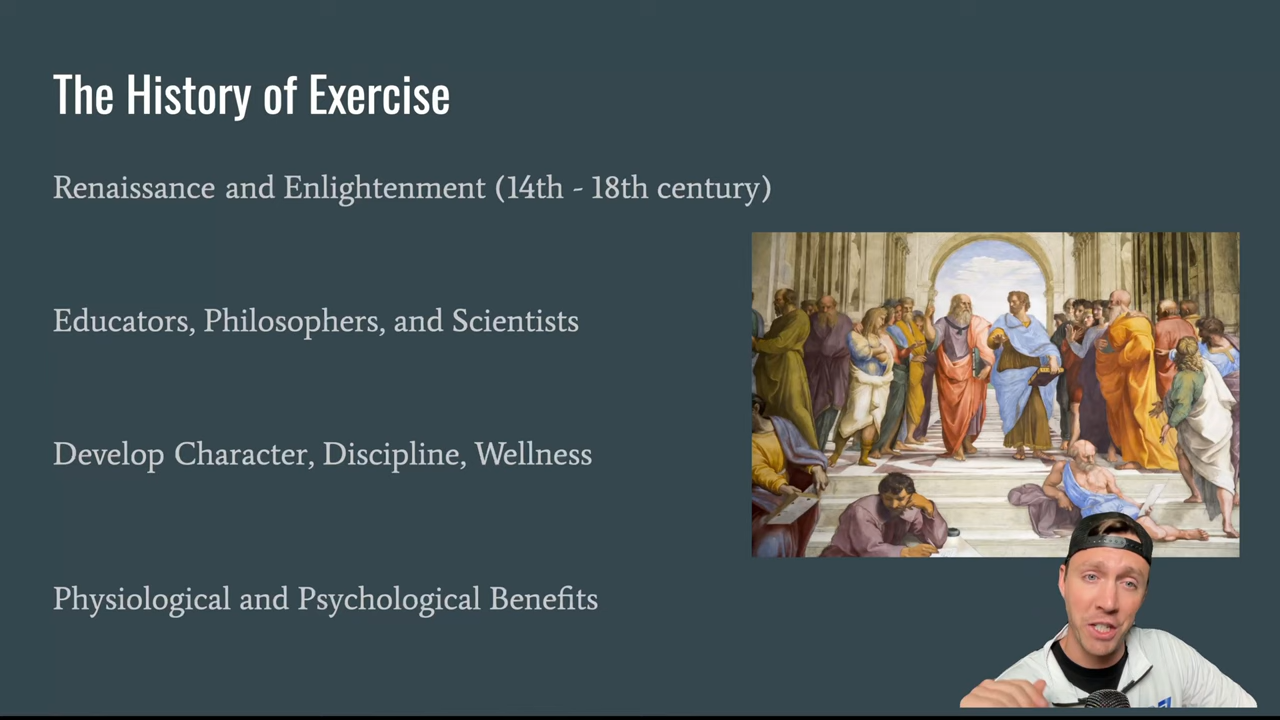 The History of Exercise
Renaissance and Enlightenment (14th - 18th century)
Educators, Philosophers, and Scientists
Develop Character, Discipline, Wellness
Physiological and Psychological Benefits